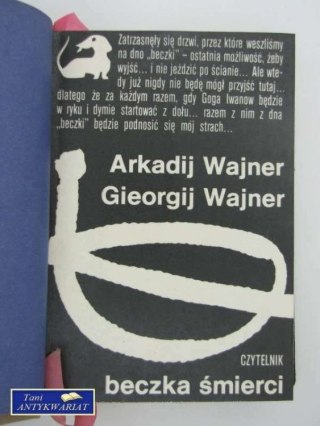 Zatrzasnęły się drzwi, przez które weszliśmy
na dno „beczki" – ostatnia możliwość, żeby
wyjść... i nie jeździć po ścianie... Ale wte-
dy już nigdy nie będę mógł przyjść tutaj...
dlatego że za każdym razem, gdy Goga Iwanow będzie
w ryku i dymie startować z dołu... razem z nim z dna
„beczki" będzie podnosić się mój strach...
Arkadij Wajner
Gieorgij Wajner
CZYTELNIK
beczka śmierci
Tani
ANTYKWARIAT